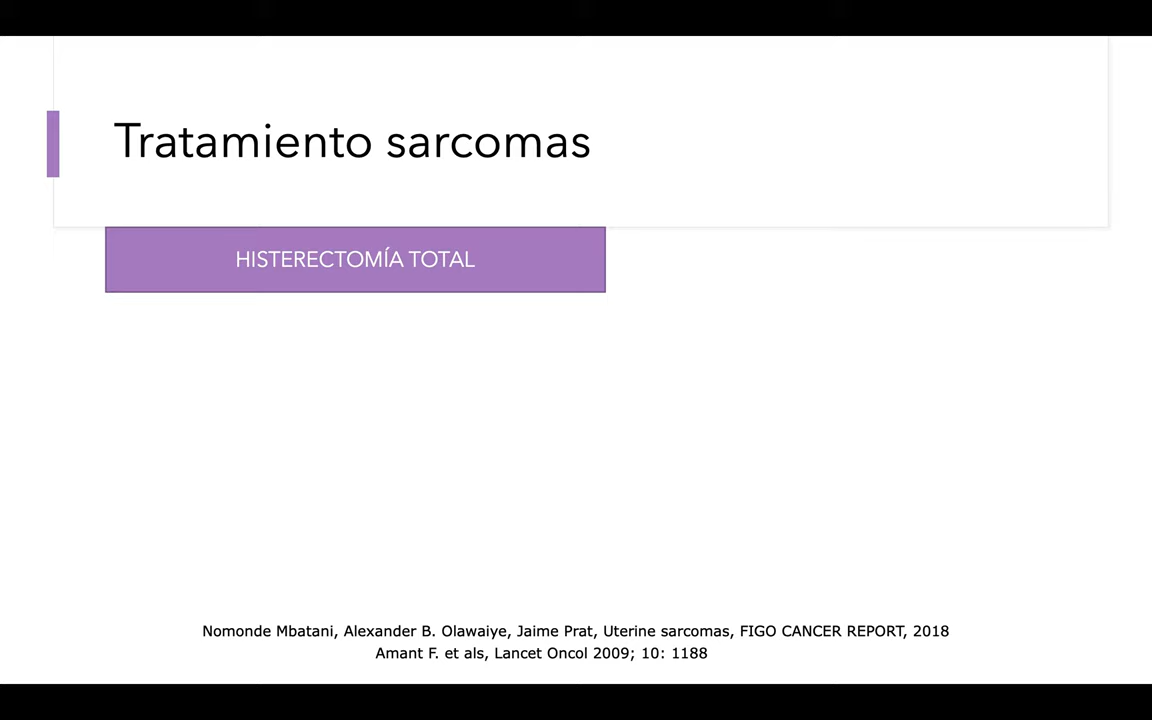 Tratamiento sarcomas
HISTERECTOMÍA TOTAL
Nomonde Mbatani, Alexander B. Olawaiye, Jaime Prat, Uterine sarcomas, FIGO CANCER REPORT, 2018
Amant F. et als, Lancet Oncol 2009; 10: 1188